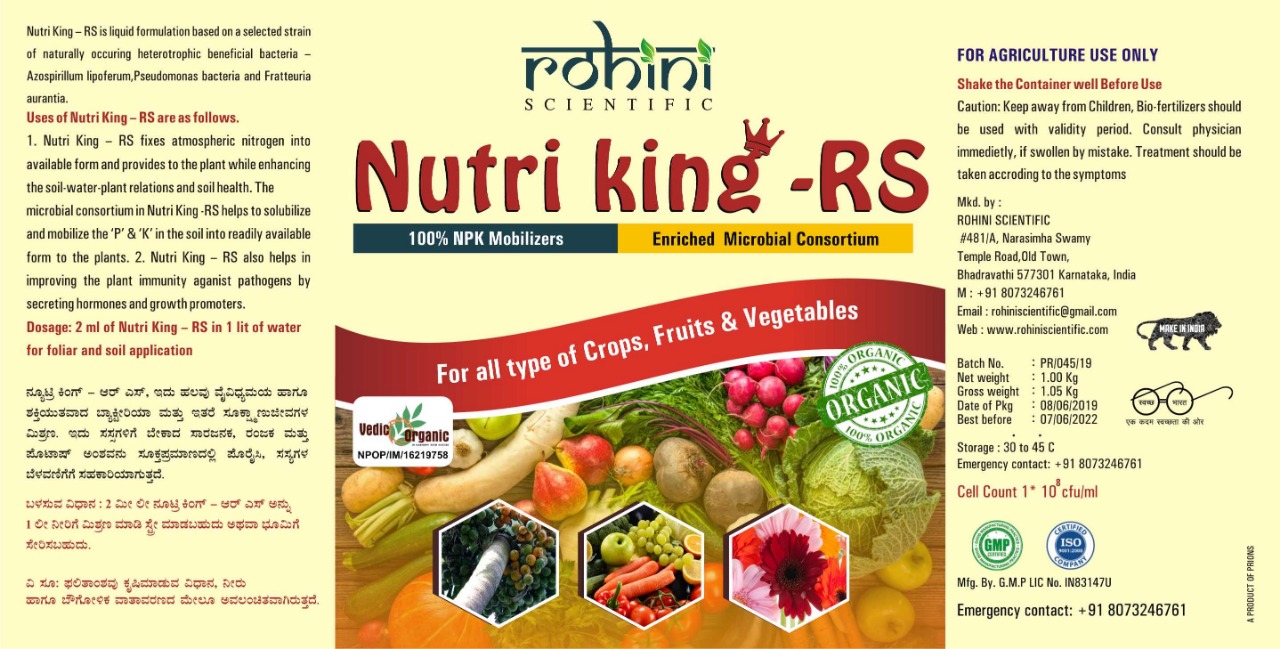 Nutri King – RS is liquid formulation based on a selected strain
of naturally occuring heterotrophic beneficial bacteria –
Azospirillum lipoferum,Pseudomonas bacteria and Fratteuria
aurantia.
Uses of Nutri King – RS are as follows.
1. Nutri King – RS fixes atmospheric nitrogen into
available form and provides to the plant while enhancing
the soil-water-plant relations and soil health. The
microbial consortium in Nutri King -RS helps to solubilize
and mobilize the ‘P’ & ‘K’ in the soil into readily available
form to the plants. 2. Nutri King – RS also helps in
improving the plant immunity aganist pathogens by
secreting hormones and growth promoters.
Dosage: 2 ml of Nutri King – RS in 1 lit of water
for foliar and soil application
ನ್ಯೂಟ್ರಿ ಕಿಂಗ್ – ಆರ್ ಎಸ್, ಇದು ಹಲವು ವೈವಿಧ್ಯಮಯ ಹಾಗೂ
ಶಕ್ತಿಯುತವಾದ ಬ್ಯಾಕ್ಟೀರಿಯಾ ಮತ್ತು ಇತರೆ ಸೂಕ್ಷ್ಮಾಣುಜೀವಗಳ
ಮಿಶ್ರಣ. ಇದು ಸಸ್ಯಗಳಿಗೆ ಬೇಕಾದ ಸಾರಜನಕ, ರಂಜಕ ಮತ್ತು
ಪೊಟಾಷ್ ಅಂಶವನು ಸೂಕ್ತಪ್ರಮಾಣದಲ್ಲಿ ಪೊರೈಸಿ, ಸಸ್ಯಗಳ
ಬೆಳವಣಿಗೆಗೆ ಸಹಕಾರಿಯಾಗುತ್ತದೆ.
ಬಳಸುವ ವಿಧಾನ : 2 ಮೀ ಲೀ ನೂಟ್ರಿ ಕಿಂಗ್ – ಆರ್ ಎಸ್ ಅನ್ನು
1 ಲೀ ನೀರಿಗೆ ಮಿಶ್ರಣ ಮಾಡಿ ಸ್ಪ್ರೇ ಮಾಡಬಹುದು ಅಥವಾ ಭೂಮಿಗೆ
ಸೇರಿಸಬಹುದು.
ವಿ ಸೂ: ಫಲಿತಾಂಶವು ಕೃಷಿಮಾಡುವ ವಿಧಾನ, ನೀರು
ಹಾಗೂ ಬೌಗೋಳಿಕ ವಾತಾವರಣದ ಮೇಲೂ ಅವಲಂಚಿತವಾಗಿರುತ್ತದೆ.
rohini
SCIENTIFIC
Nutri king -RS
100% NPK Mobilizers
Enriched Microbial Consortium
For all type of Crops, Fruits & Vegetables
Vedic Organic
NPOP/IM/16219758
100% ORGANIC
ORGANIC
100% ORGANIC
FOR AGRICULTURE USE ONLY
Shake the Container well Before Use
Caution: Keep away from Children, Bio-fertilizers should
be used with validity period. Consult physician
immedietly, if swollen by mistake. Treatment should be
taken accroding to the symptoms
Mkd. by :
ROHINI SCIENTIFIC
#481/A, Narasimha Swamy
Temple Road,Old Town,
Bhadravathi 577301 Karnataka, India
M : +91 8073246761
Email : rohiniscientific@gmail.com
Web : www.rohiniscientific.com
MAKE IN INDIA
Batch No. : PR/045/19
Net weight : 1.00 Kg
Gross weight : 1.05 Kg
Date of Pkg : 08/06/2019
Best before : 07/06/2022
स्वच्छ भारत
एक कदम स्वच्छता की ओर
Storage : 30 to 45 C
Emergency contact: +91 8073246761
Cell Count 1* 10⁸ cfu/ml
GMP
CERTIFIED
ISO
9001:2008
COMPANY
Mfg. By. G.M.P LIC No. IN83147U
Emergency contact: +91 8073246761
A PRODUCT OF PRIONS